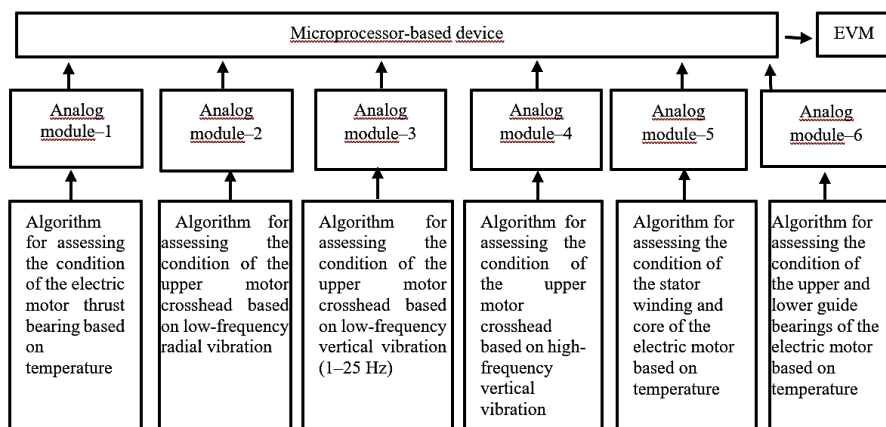 Microprocessor-based device
EVM
Analog
module–1
Analog
module–2
Analog
module–3
Analog
module–4
Analog
module–5
Analog
module–6
Algorithm
for assessing
the condition
of the electric
motor thrust
bearing based
on
temperature
Algorithm for
assessing the
condition of the
upper motor
crosshead based
on low-frequency
radial vibration
Algorithm for
assessing the
condition of the
upper motor
crosshead based
on low-frequency
vertical vibration
(1–25 Hz)
Algorithm for
assessing the
condition of
the upper
motor
crosshead
based on high-
frequency
vertical
vibration
Algorithm for
assessing the
condition of
the stator
winding and
core of the
electric motor
based on
temperature
Algorithm for
assessing the
condition of
the upper and
lower guide
bearings of the
electric motor
based on
temperature